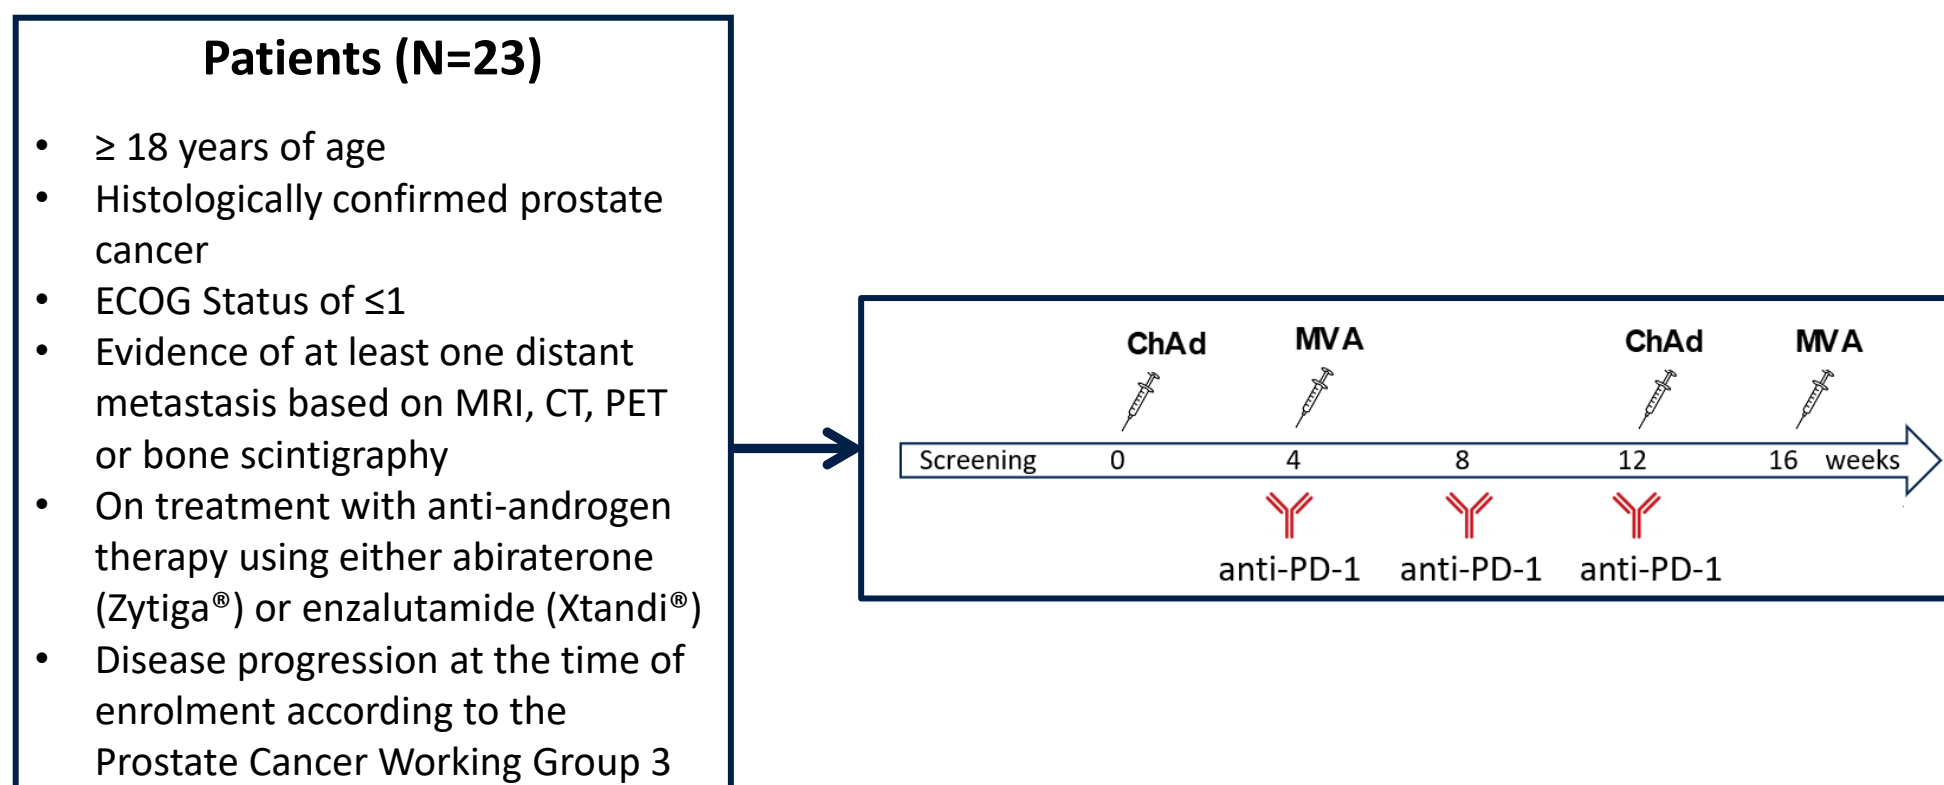 Patients (N=23)
• ≥ 18 years of age
• Histologically confirmed prostate
cancer
• ECOG Status of ≤1
• Evidence of at least one distant
metastasis based on MRI, CT, PET
or bone scintigraphy
• On treatment with anti-androgen
therapy using either abiraterone
(Zytiga®) or enzalutamide (Xtandi®)
• Disease progression at the time of
enrolment according to the
Prostate Cancer Working Group 3
ChAd MVA ChAd MVA
Screening 0 4 8 12 16 weeks
anti-PD-1 anti-PD-1 anti-PD-1